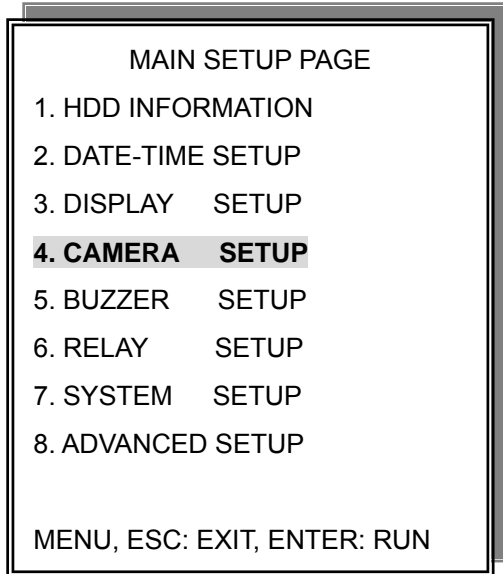 MAIN SETUP PAGE
1. HDD INFORMATION
2. DATE-TIME SETUP
3. DISPLAY SETUP
4. CAMERA SETUP
5. BUZZER SETUP
6. RELAY SETUP
7. SYSTEM SETUP
8. ADVANCED SETUP
MENU, ESC: EXIT, ENTER: RUN